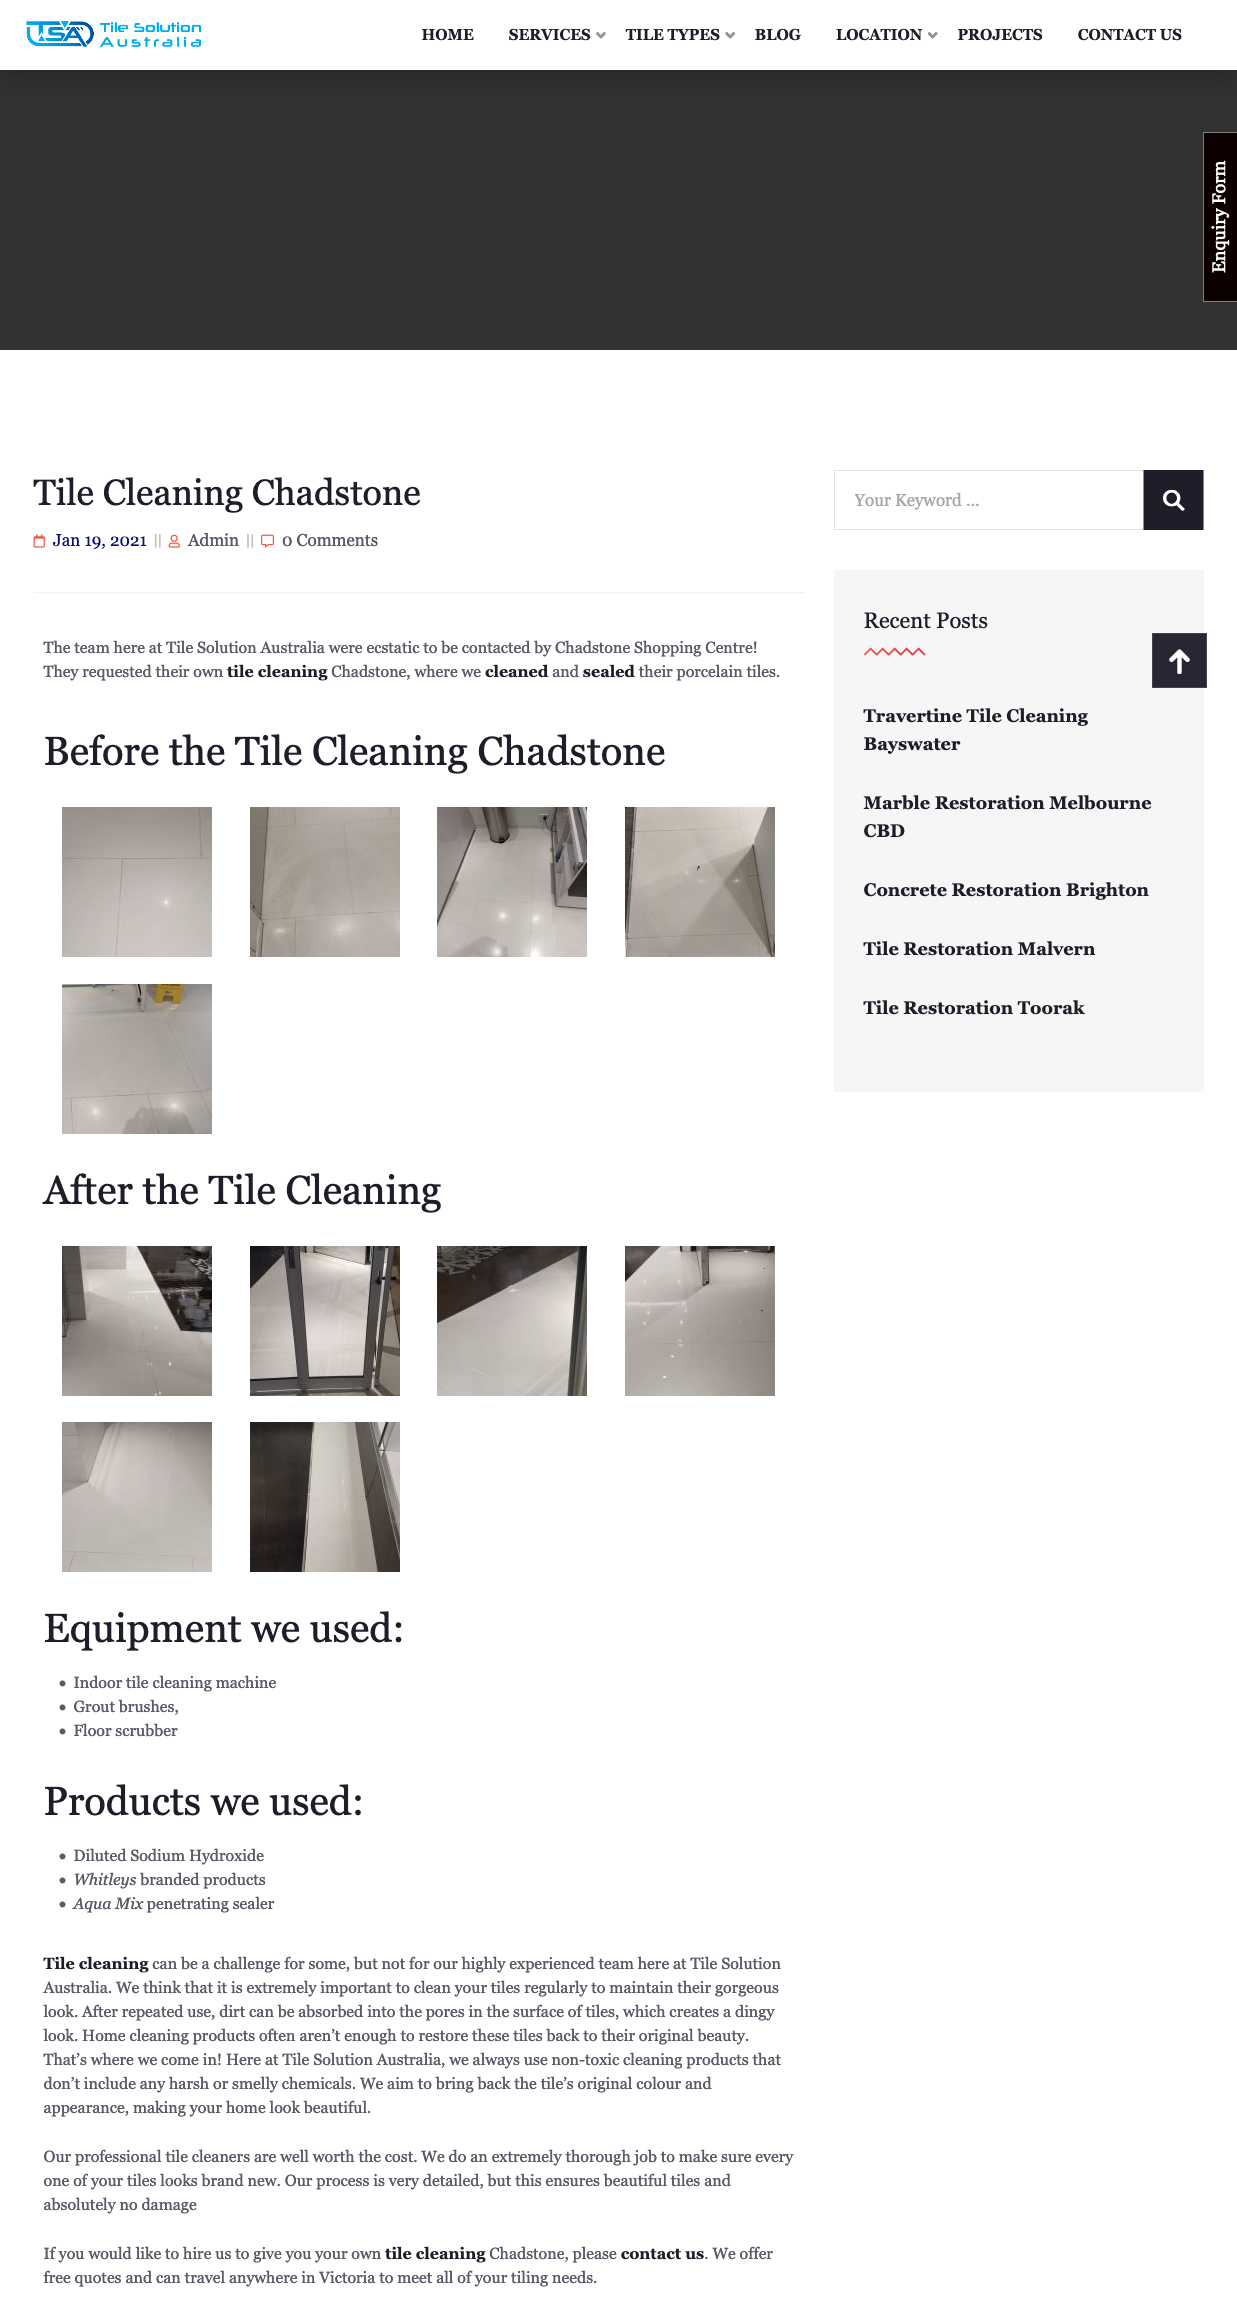 TSA Tile Solution
Australia
HOME SERVICES TILE TYPES BLOG LOCATION PROJECTS CONTACT US
Enquiry Form
Tile Cleaning Chadstone
Jan 19, 2021 || Admin || 0 Comments
Your Keyword ...
The team here at Tile Solution Australia were ecstatic to be contacted by Chadstone Shopping Centre!
They requested their own tile cleaning Chadstone, where we cleaned and sealed their porcelain tiles.
Before the Tile Cleaning Chadstone
After the Tile Cleaning
Equipment we used:
• Indoor tile cleaning machine
• Grout brushes,
• Floor scrubber
Products we used:
• Diluted Sodium Hydroxide
• Whitleys branded products
• Aqua Mix penetrating sealer
Tile cleaning can be a challenge for some, but not for our highly experienced team here at Tile Solution
Australia. We think that it is extremely important to clean your tiles regularly to maintain their gorgeous
look. After repeated use, dirt can be absorbed into the pores in the surface of tiles, which creates a dingy
look. Home cleaning products often aren’t enough to restore these tiles back to their original beauty.
That’s where we come in! Here at Tile Solution Australia, we always use non-toxic cleaning products that
don’t include any harsh or smelly chemicals. We aim to bring back the tile’s original colour and
appearance, making your home look beautiful.
Our professional tile cleaners are well worth the cost. We do an extremely thorough job to make sure every
one of your tiles looks brand new. Our process is very detailed, but this ensures beautiful tiles and
absolutely no damage
If you would like to hire us to give you your own tile cleaning Chadstone, please contact us. We offer
free quotes and can travel anywhere in Victoria to meet all of your tiling needs.
Recent Posts
Travertine Tile Cleaning
Bayswater
Marble Restoration Melbourne
CBD
Concrete Restoration Brighton
Tile Restoration Malvern
Tile Restoration Toorak